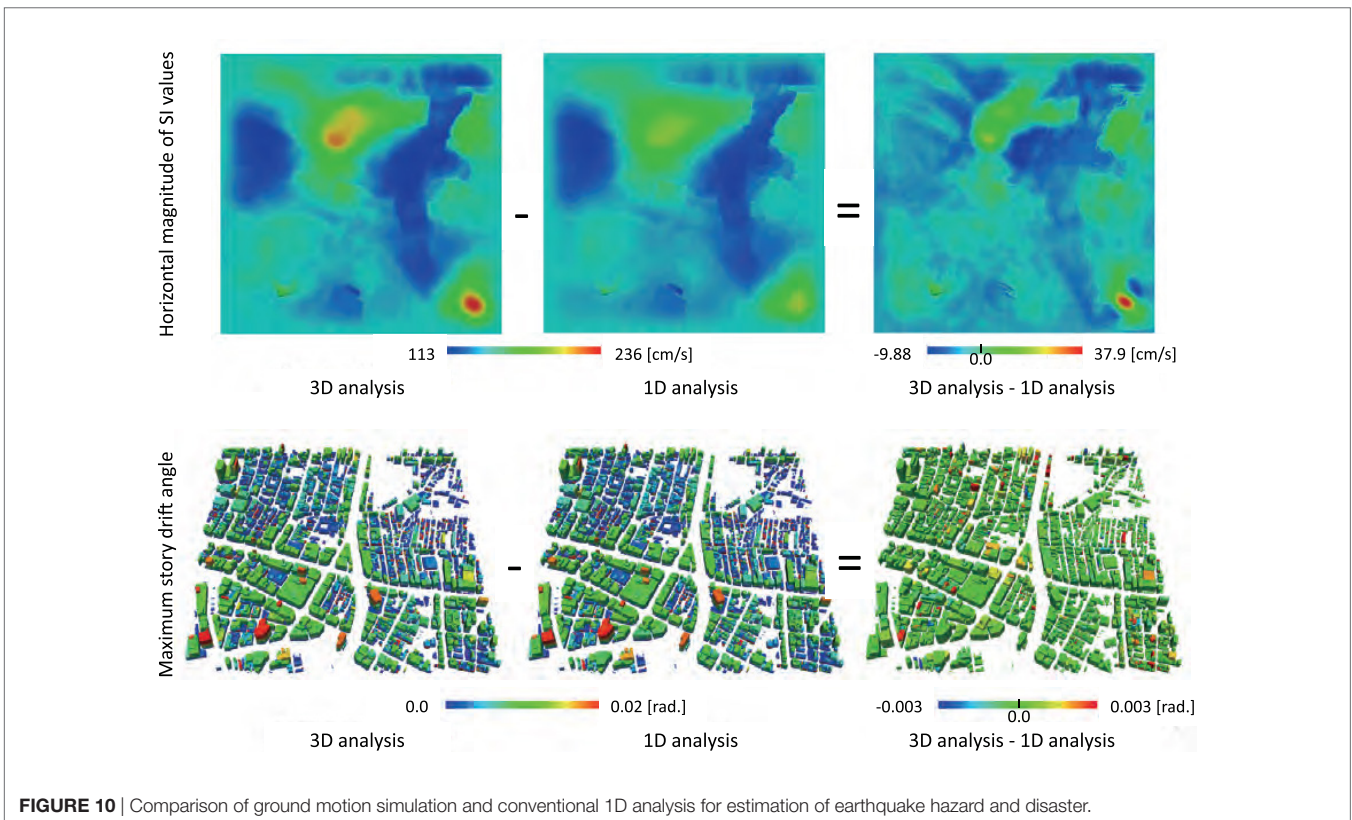 Horizontal magnitude of SI values
-
=
113
236 [cm/s]
-9.88
0.0
37.9 [cm/s]
3D analysis
1D analysis
3D analysis - 1D analysis
Maximum story drift angle
-
=
0.0
0.02 [rad.]
-0.003
0.0
0.003 [rad.]
3D analysis
1D analysis
3D analysis - 1D analysis
FIGURE 10 | Comparison of ground motion simulation and conventional 1D analysis for estimation of earthquake hazard and disaster.